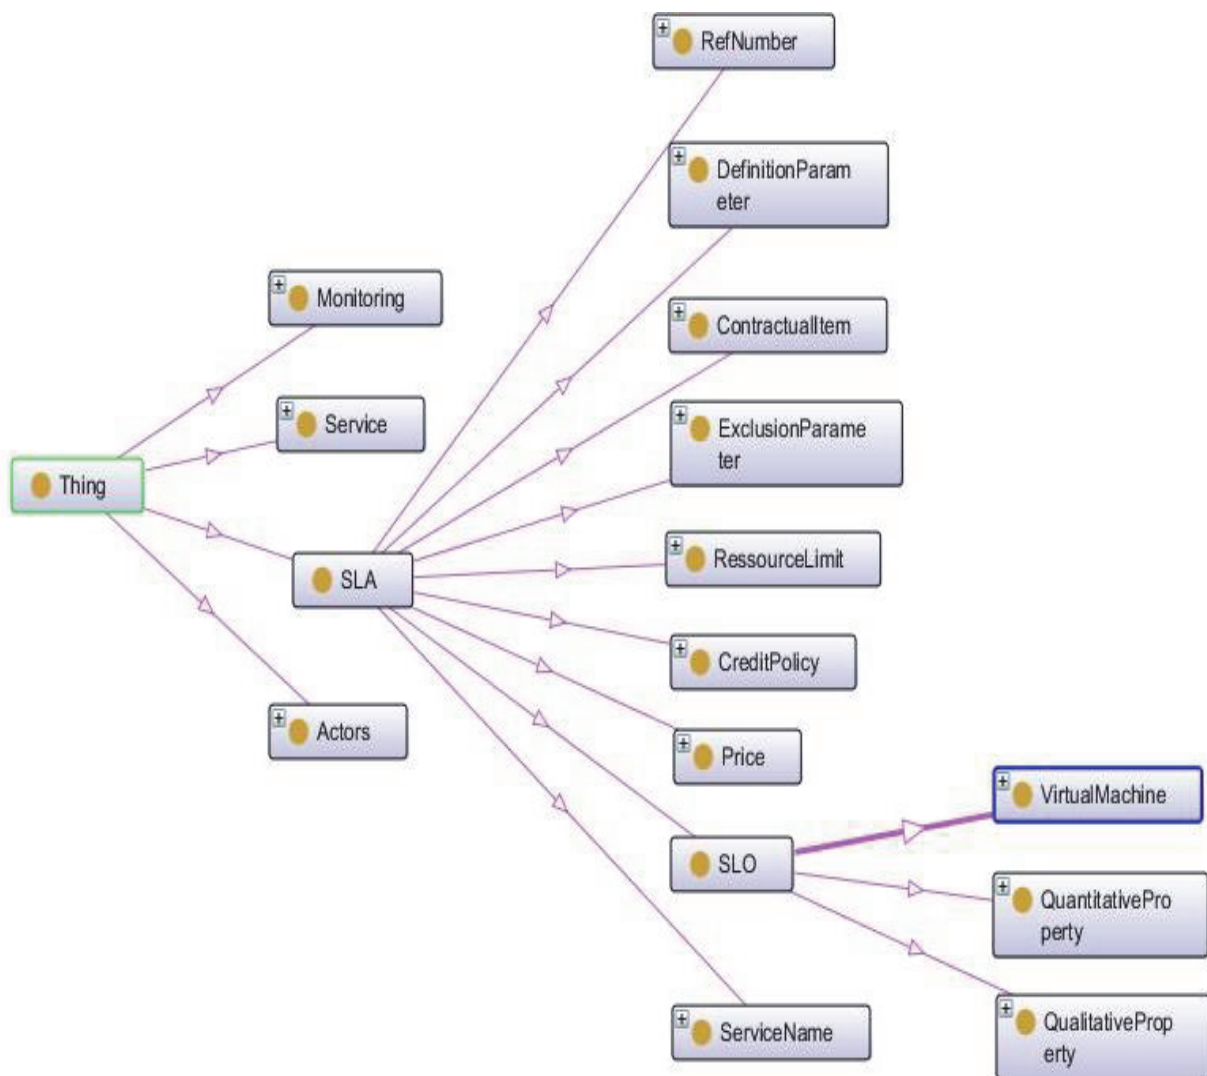 RefNumber
DefinitionParam
eter
Monitoring
ContractualItem
Service
ExclusionParame
ter
Thing
SLA
RessourceLimit
CreditPolicy
Actors
Price
VirtualMachine
SLO
QuantitativePro
perty
ServiceName
QualitativeProp
erty